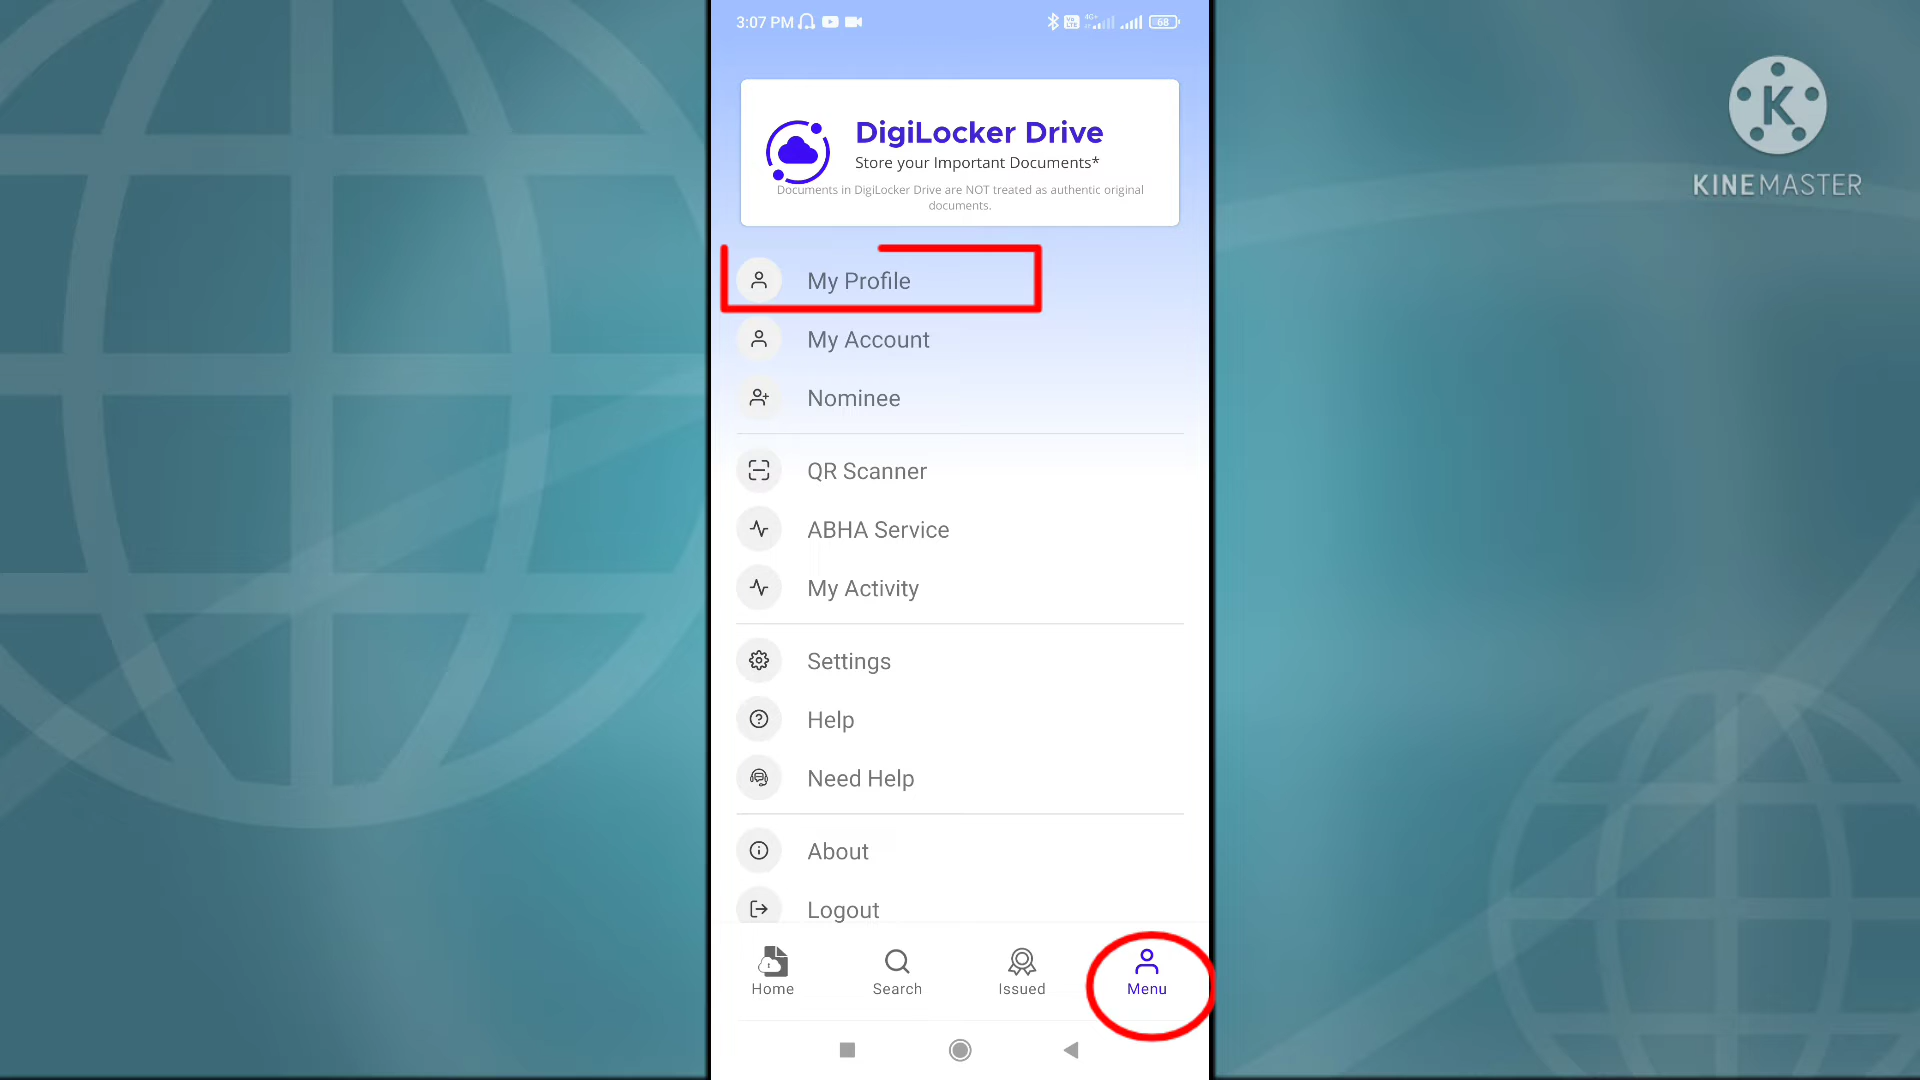 3:07 PM
68
K
KINEMASTER
DigiLocker Drive
Store your Important Documents*
Documents in DigiLocker Drive are NOT treated as authentic original
documents.
My Profile
My Account
Nominee
QR Scanner
ABHA Service
My Activity
Settings
Help
Need Help
About
Logout
Home
Search
Issued
Menu